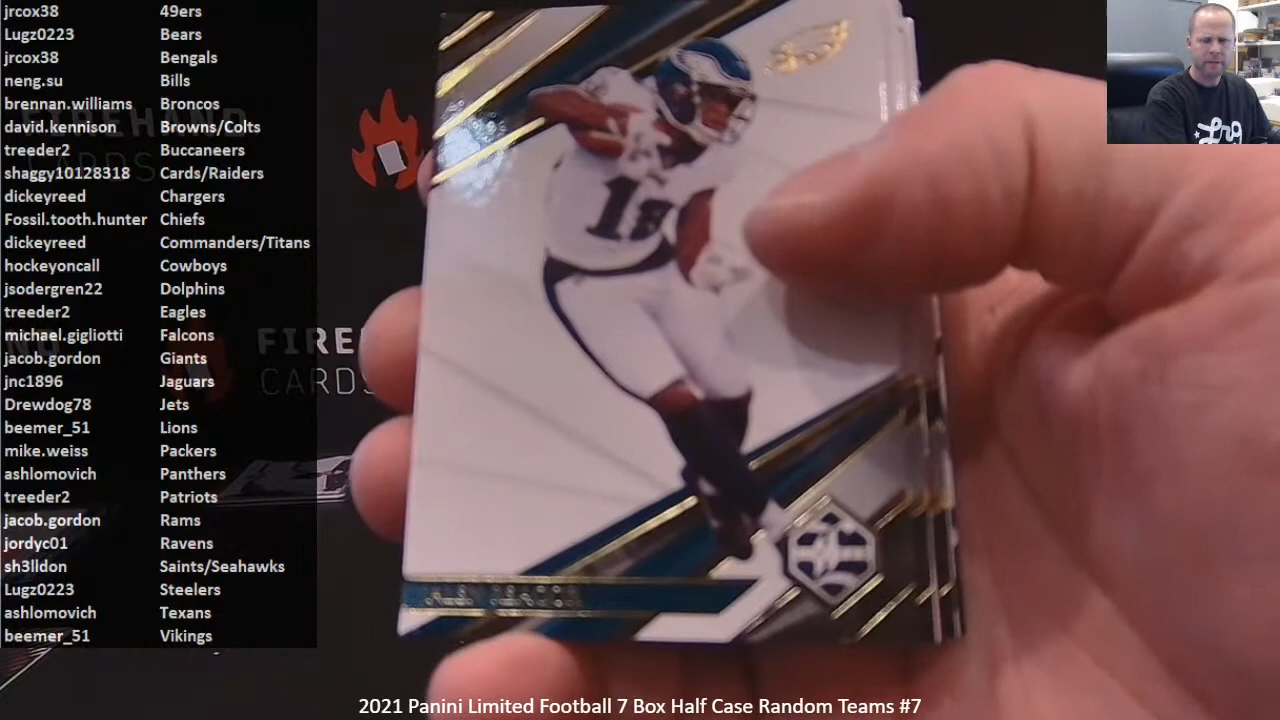 jrcox38 49ers
Lugz0223 Bears
jrcox38 Bengals
neng.su Bills
brennan.williams Broncos
david.kennison Browns/Colts
treeder2 Buccaneers
shaggy10128318 Cards/Raiders
dickeyreed Chargers
Fossil.tooth.hunter Chiefs
dickeyreed Commanders/Titans
hockeyoncall Cowboys
jsodergren22 Dolphins
treeder2 Eagles
michael.gigliotti Falcons
jacob.gordon Giants
jnc1896 Jaguars
Drewdog78 Jets
beemer_51 Lions
mike.weiss Packers
ashlomovich Panthers
treeder2 Patriots
jacob.gordon Rams
jordyc01 Ravens
sh3lldon Saints/Seahawks
Lugz0223 Steelers
ashlomovich Texans
beemer_51 Vikings
FIRE
CARDS
18
2021 Panini Limited Football 7 Box Half Case Random Teams #7